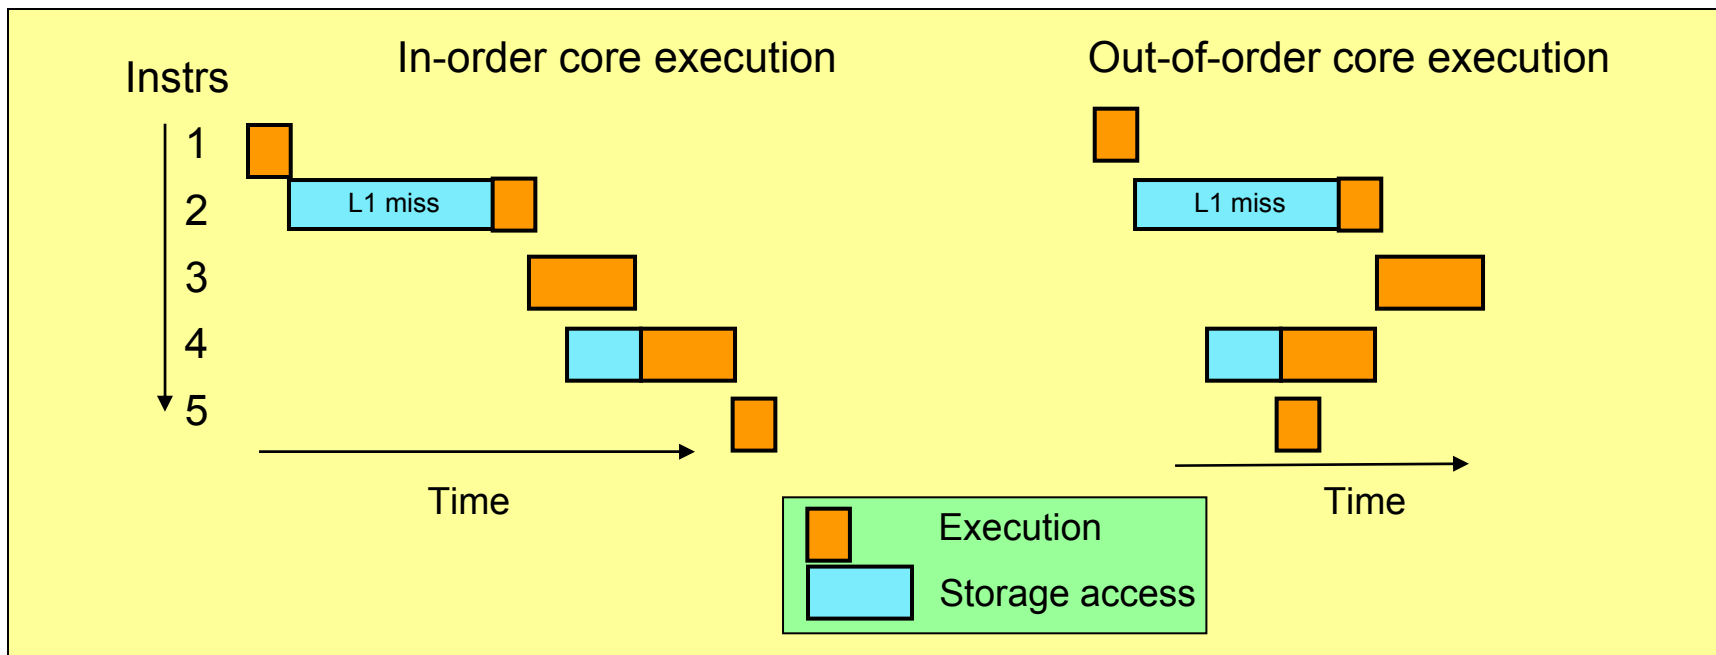 In-order core execution
Out-of-order core execution
Instrs
1
2
3
4
5
L1 miss
L1 miss
Time
Time
Execution
Storage access